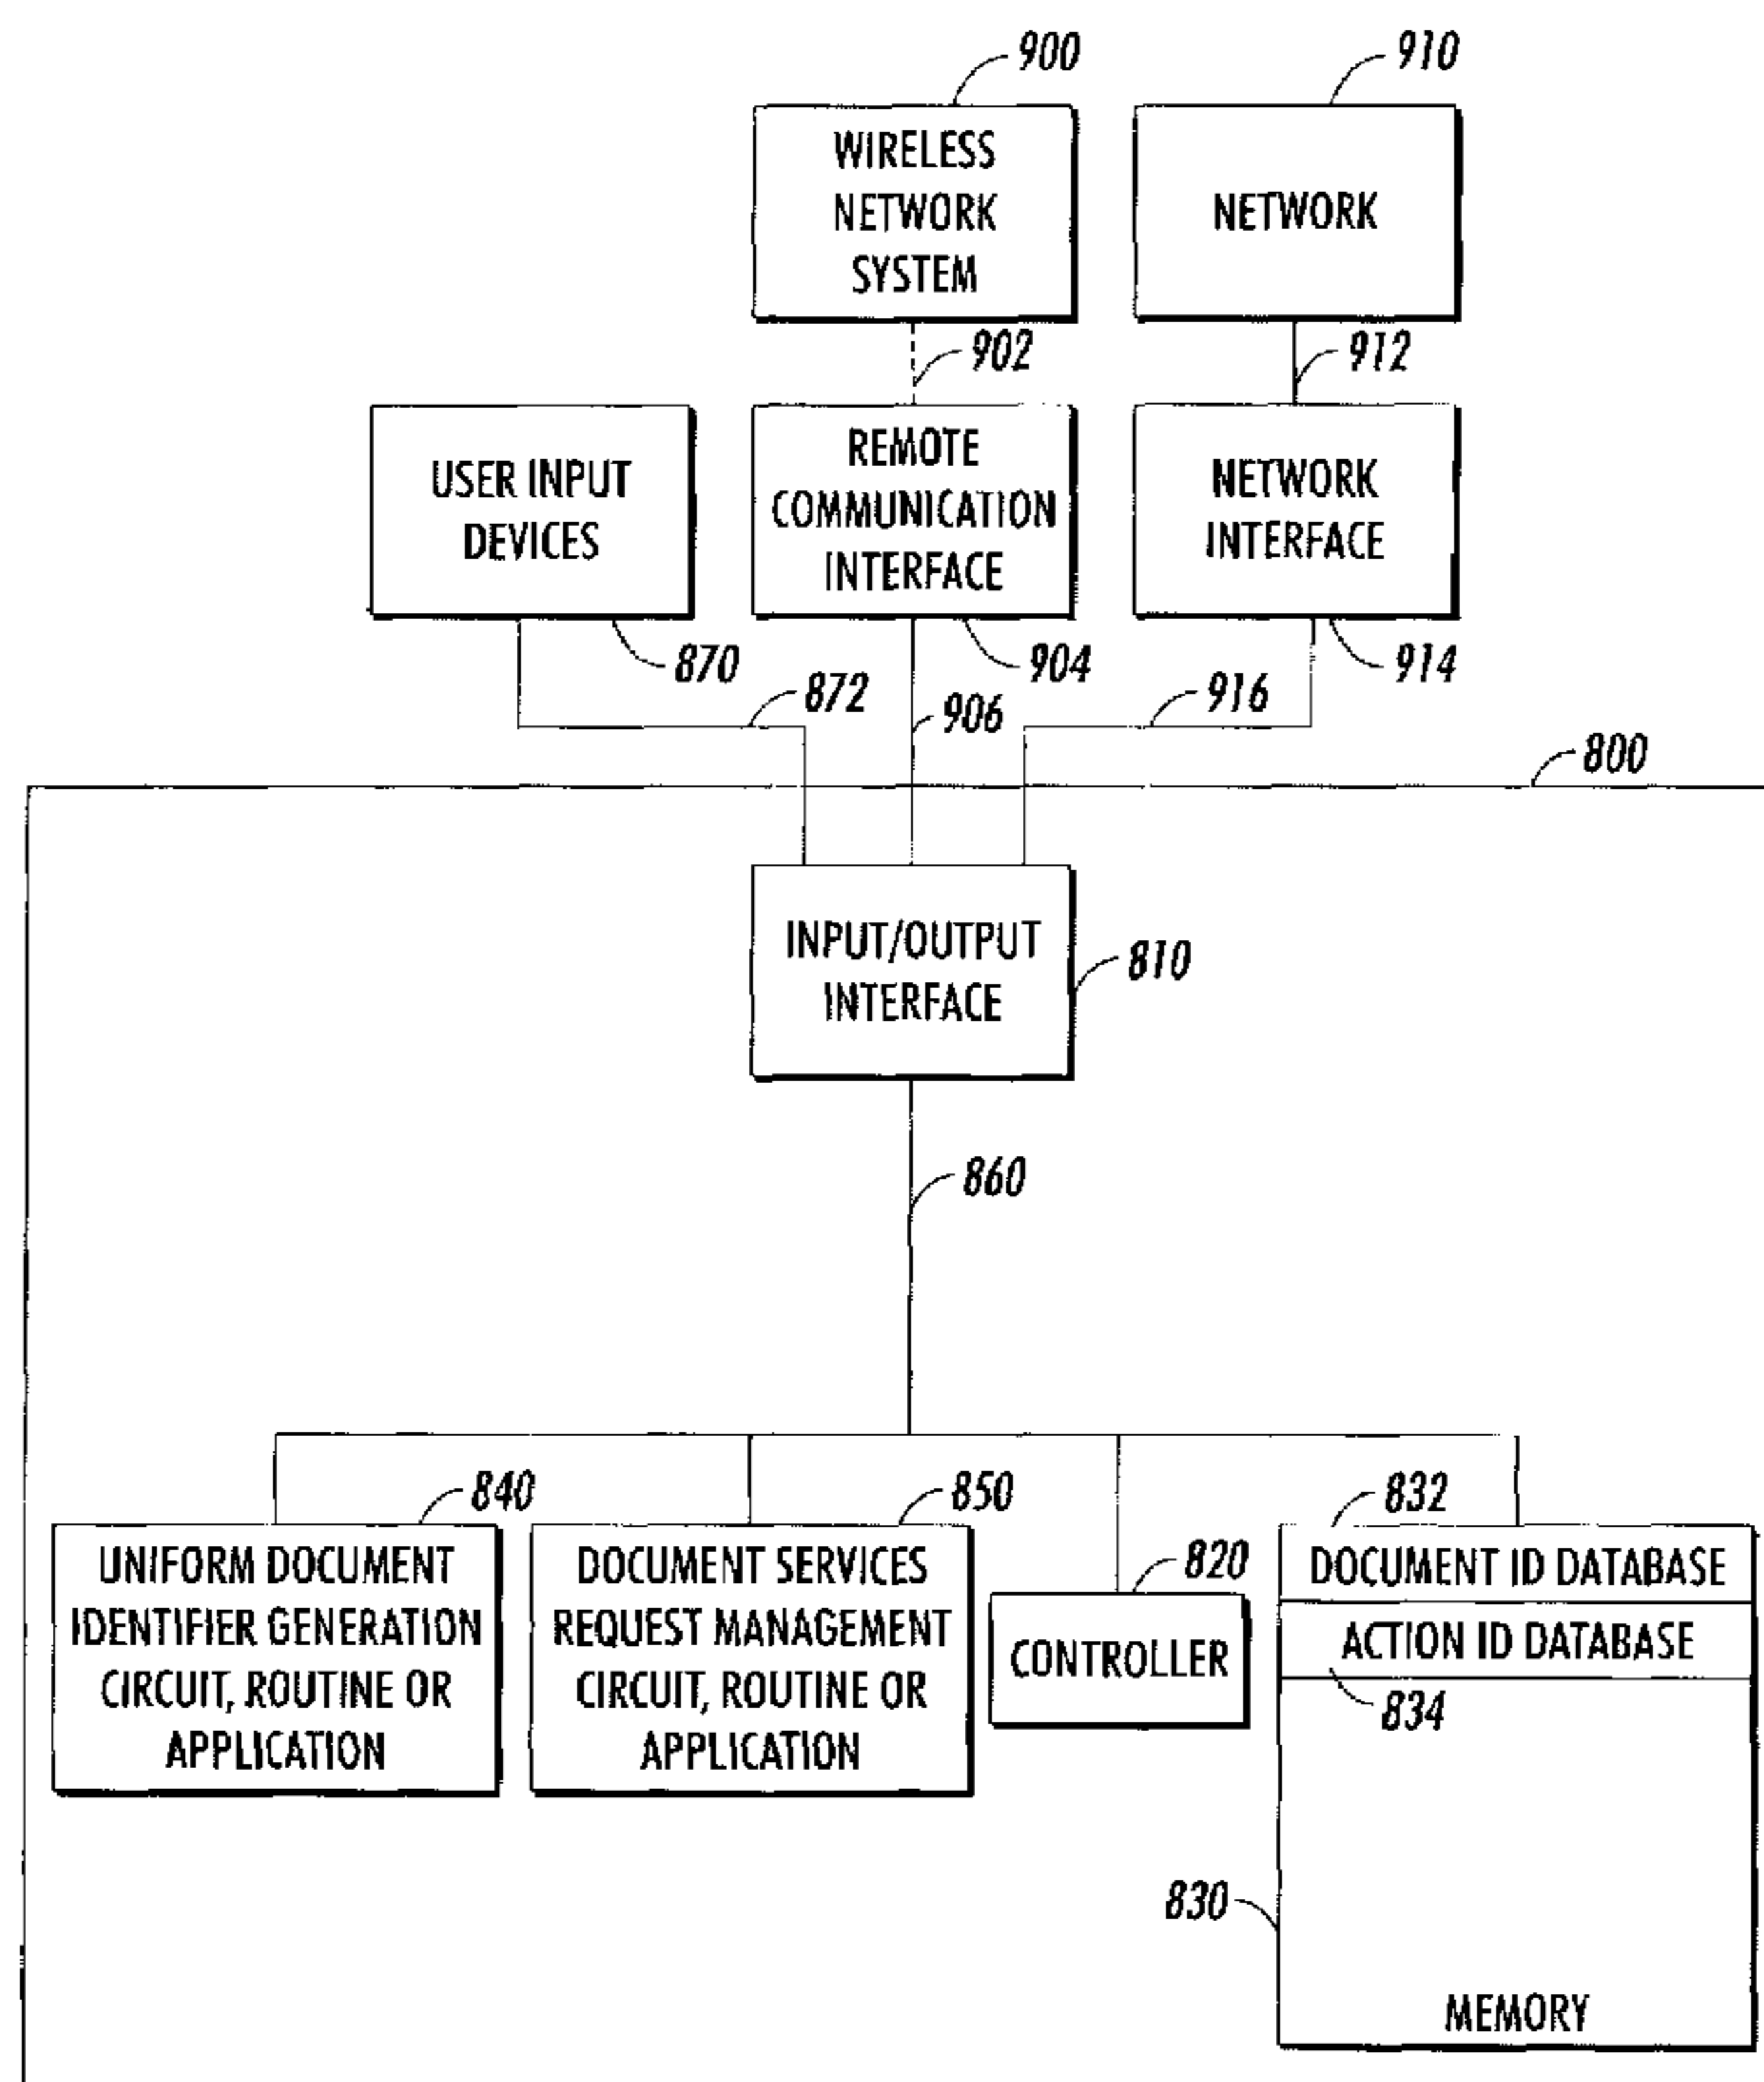 900
910
WIRELESS
NETWORK
SYSTEM
NETWORK
902
912
USER INPUT
DEVICES
REMOTE
COMMUNICATION
INTERFACE
NETWORK
INTERFACE
870
904
914
872
906
916
800
INPUT/OUTPUT
INTERFACE
810
860
840
850
832
820
UNIFORM DOCUMENT
IDENTIFIER GENERATION
CIRCUIT, ROUTINE OR
APPLICATION
DOCUMENT SERVICES
REQUEST MANAGEMENT
CIRCUIT, ROUTINE OR
APPLICATION
CONTROLLER
DOCUMENT ID DATABASE
ACTION ID DATABASE
834
830
MEMORY